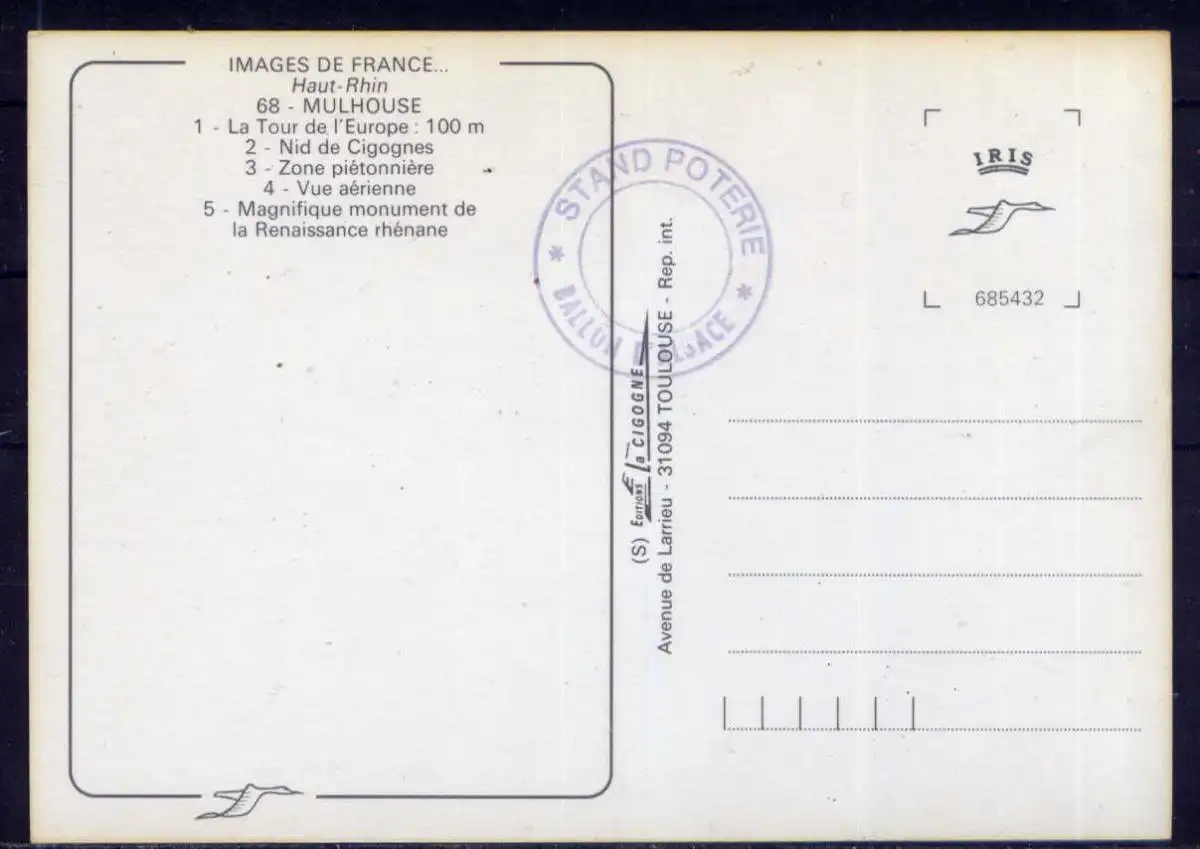 IMAGES DE FRANCE...
Haut-Rhin
68 - MULHOUSE
1 - La Tour de l'Europe : 100 m
2 - Nid de Cigognes
3 - Zone piétonnière
4 - Vue aérienne
5 - Magnifique monument de
la Renaissance rhénane
* STAND POTERIE *
BALLON D'ALSACE
(S) EDITIONS La CIGOGNE
Avenue de Larrieu - 31094 TOULOUSE - Rep. int.
IRIS
685432